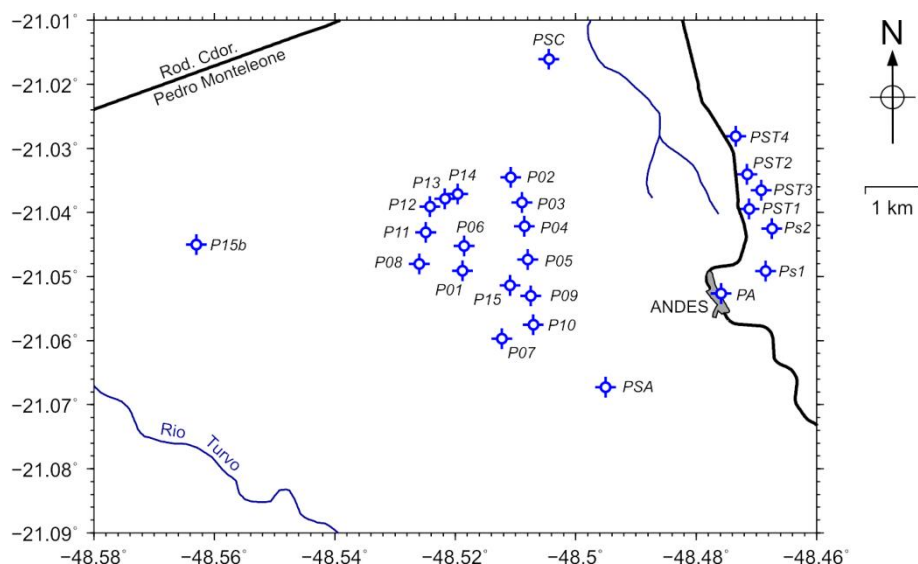 −21.01
−21.02°
−21.03°
−21.04°
−21.05°
−21.06°
−21.07°
−21.08°
−21.09°
−48.58°
−48.56°
−48.54°
−48.52°
−48.5°
−48.48°
−48.46°
Rod. Cdor.
Pedro Monteleone
PSC
N
PST4
PST2
PST3
PST1
Ps2
Ps1
PA
ANDES
1 km
P14
P13
P12
P02
P03
P04
P06
P11
P15b
P08
P01
P05
P15
P09
P10
P07
PSA
Rio
Turvo